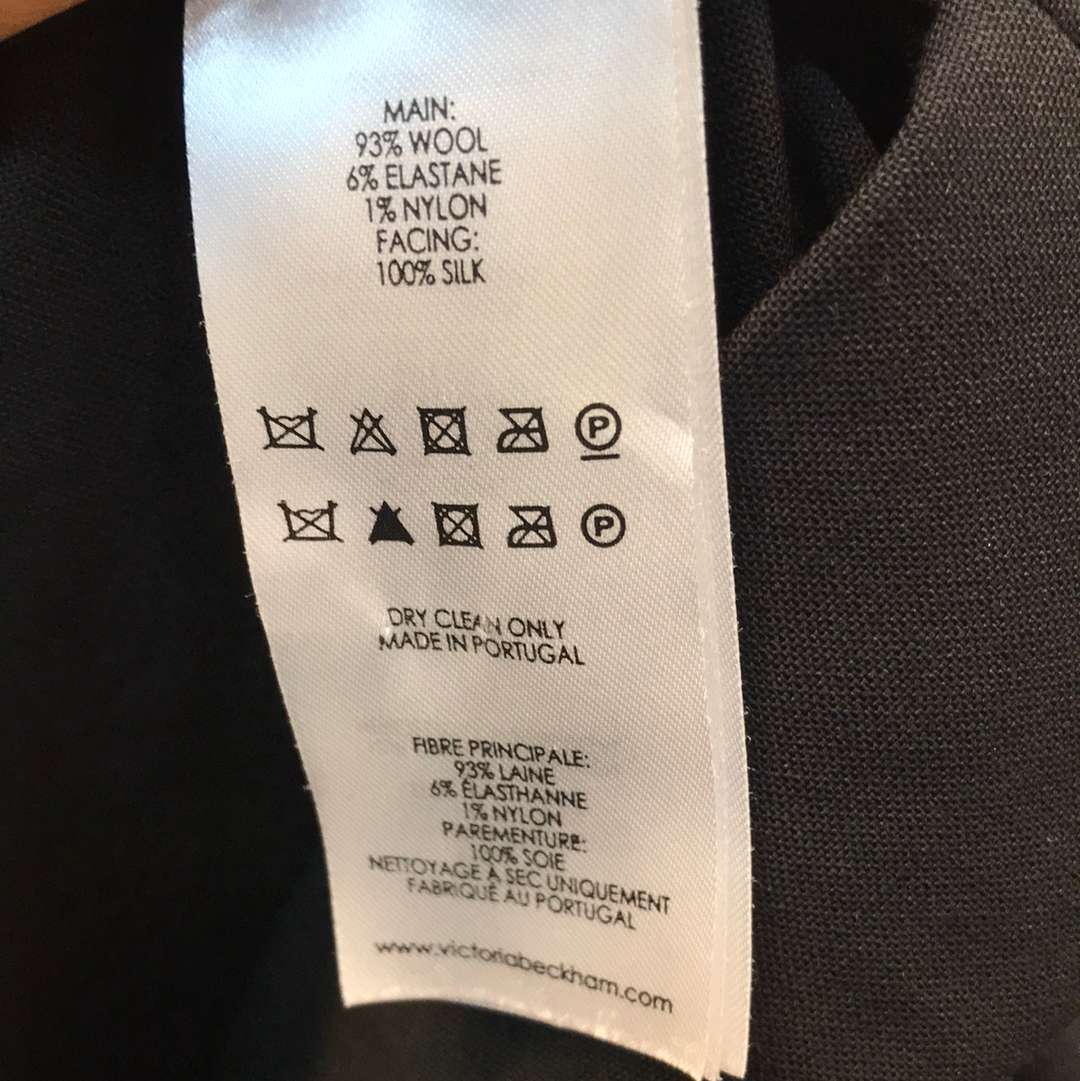 MAIN:
93% WOOL
6% ELASTANE
1% NYLON
FACING:
100% SILK
P
P
DRY CLEAN ONLY
MADE IN PORTUGAL
FIBRE PRINCIPALE:
93% LAINE
6% ÉLASTHANNE
1% NYLON
PAREMENTURE:
100% SOIE
NETTOYAGE À SEC UNIQUEMENT
FABRIQUÉ AU PORTUGAL
www.victoriabeckham.com